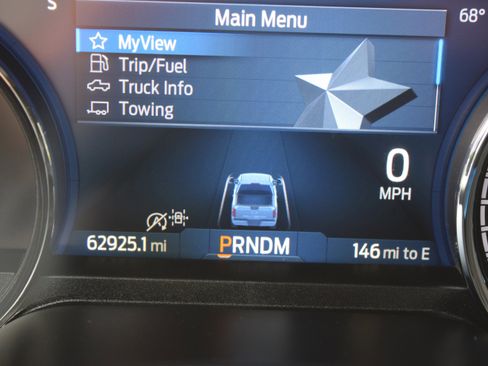 S
Main Menu
68°
MyView
Trip/Fuel
Truck Info
Towing
0
MPH
62925.1 mi
PRNDM
146 mi to E